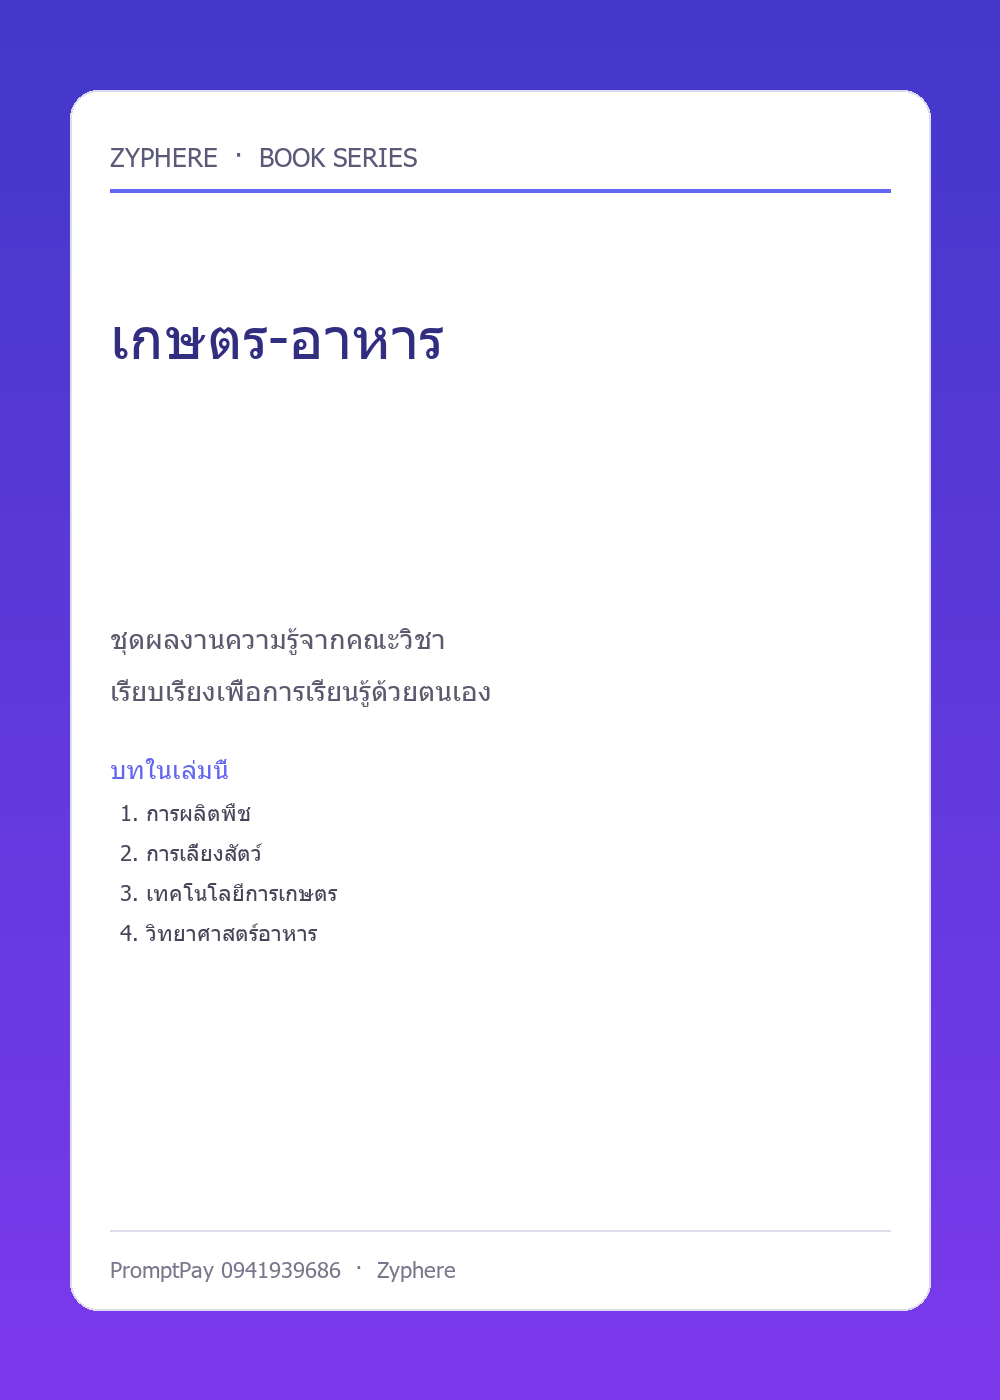 ZYPHERE · BOOK SERIES
เกษตร-อาหาร
ชุดผลงานความรู้จากคณะวิชา
เรียบเรียงเพื่อการเรียนรู้ด้วยตนเอง
บทในเล่มนี้
1. การผลิตพืช
2. การเลี้ยงสัตว์
3. เทคโนโลยีการเกษตร
4. วิทยาศาสตร์อาหาร
PromptPay 0941939686 · Zyphere